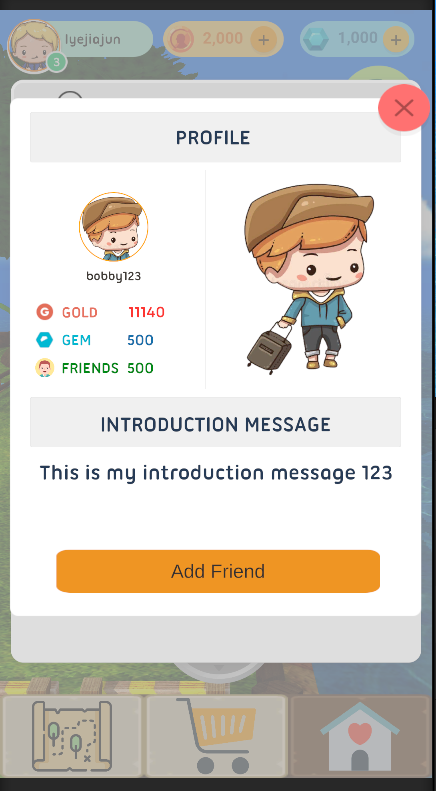 lyejiajun
2,000
+
1,000
+
3
PROFILE
bobby123
G GOLD 11140
GEM 500
FRIENDS 500
INTRODUCTION MESSAGE
This is my introduction message 123
Add Friend